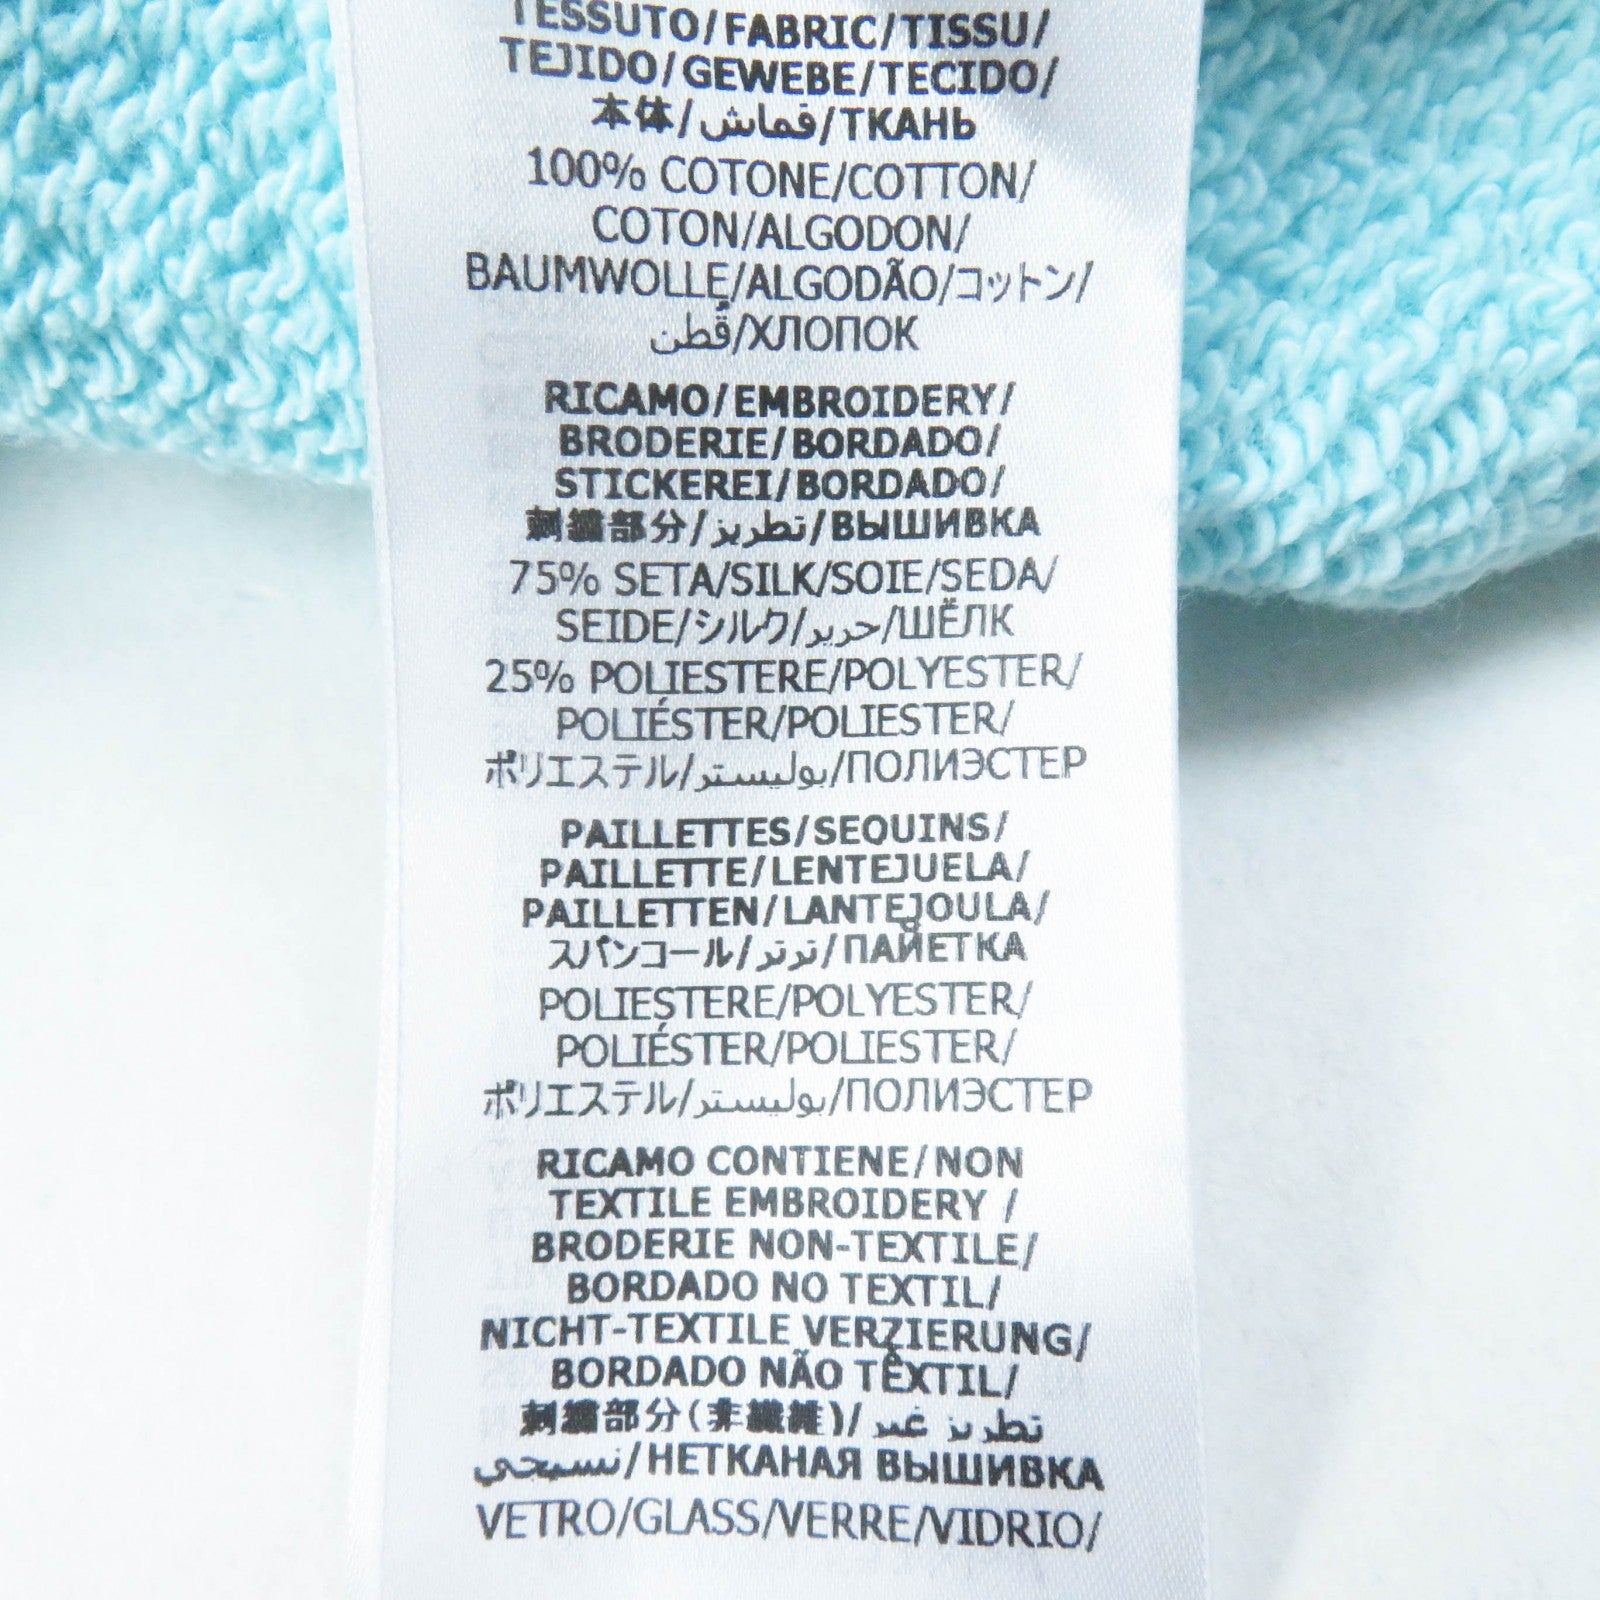 TESSUTO/FABRIC/TISSU/
TEJIDO/GEWEBE/TECIDO/
本体/قماش/ТКАНЬ
100% COTONE/COTTON/
COTON/ALGODON/
BAUMWOLLE/ALGODÃO/コットン/
قُطن/ХЛОПОК
RICAMO/EMBROIDERY/
BRODERIE/BORDADO/
STICKEREI/BORDADO/
刺繍部分/تطريز/ВЫШИВКА
75% SETA/SILK/SOIE/SEDA/
SEIDE/シルク/حرير/ШЁЛК
25% POLIESTERE/POLYESTER/
POLIÉSTER/POLIESTER/
ポリエステル/بوليستر/ПОЛИЭСТЕР
PAILLETTES/SEQUINS/
PAILLETTE/LENTEJUELA/
PAILLETTEN/LANTEJOULA/
スパンコール/ترتر/ПАЙЕТКА
POLIESTERE/POLYESTER/
POLIÉSTER/POLIESTER/
ポリエステル/بوليستر/ПОЛИЭСТЕР
RICAMO CONTIENE/NON
TEXTILE EMBROIDERY /
BRODERIE NON-TEXTILE/
BORDADO NO TEXTIL/
NICHT-TEXTILE VERZIERUNG/
BORDADO NÃO TÊXTIL/
刺繍部分(非繊維)/تطريز غير
نسيجي/НЕТКАНАЯ ВЫШИВКА
VETRO/GLASS/VERRE/VIDRIO/